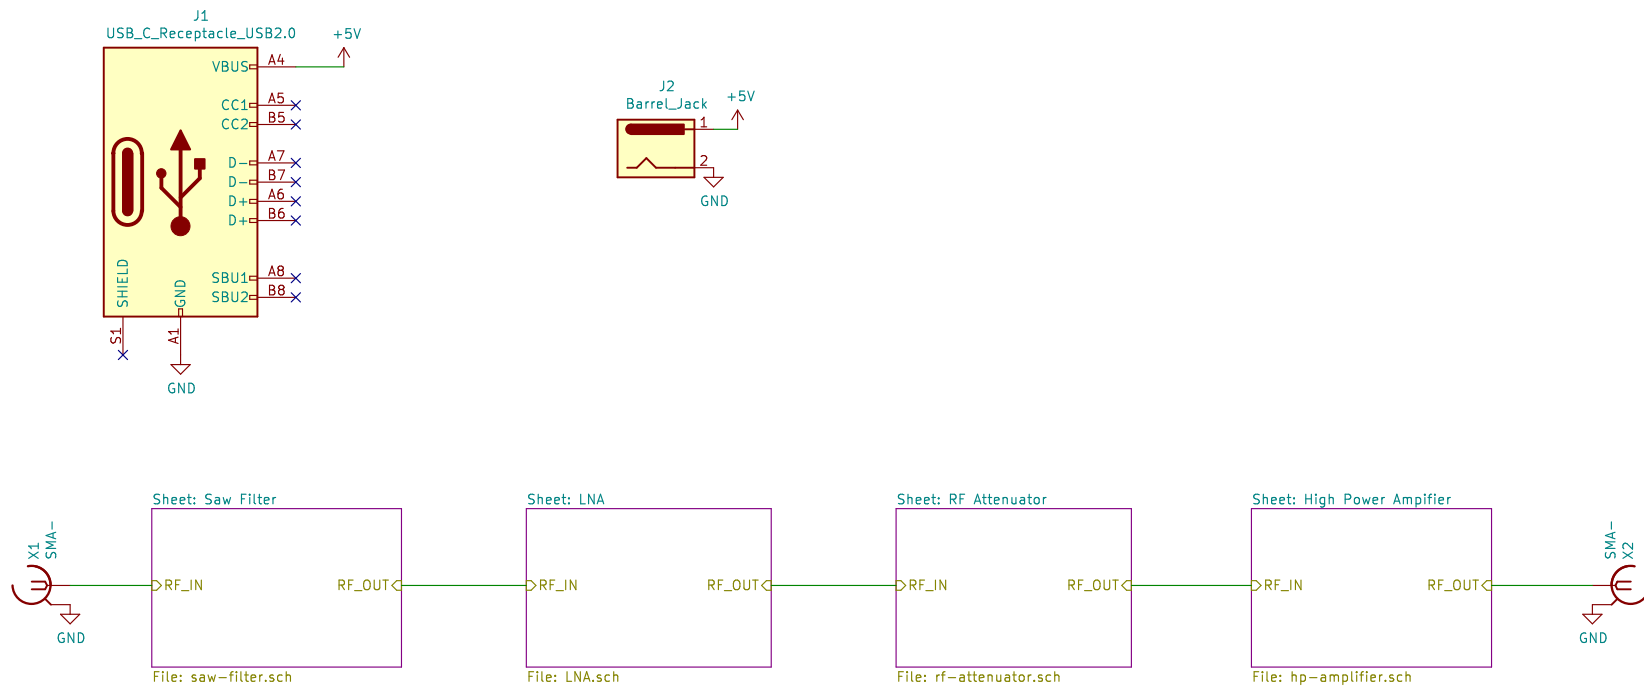 J1
USB_C_Receptacle_USB2.0
+5V
VBUS
A4
CC1
A5
CC2
B5
D-
A7
D-
B7
D+
A6
D+
B6
SBU1
A8
SBU2
B8
SHIELD
GND
S1
A1
GND
J2
Barrel_Jack
+5V
1
2
GND
Sheet: Saw Filter
Sheet: LNA
Sheet: RF Attenuator
Sheet: High Power Ampifier
X1
SMA-
SMA-
X2
RF_IN
RF_OUT
RF_IN
RF_OUT
RF_IN
RF_OUT
RF_IN
RF_OUT
GND
GND
File: saw-filter.sch
File: LNA.sch
File: rf-attenuator.sch
File: hp-amplifier.sch